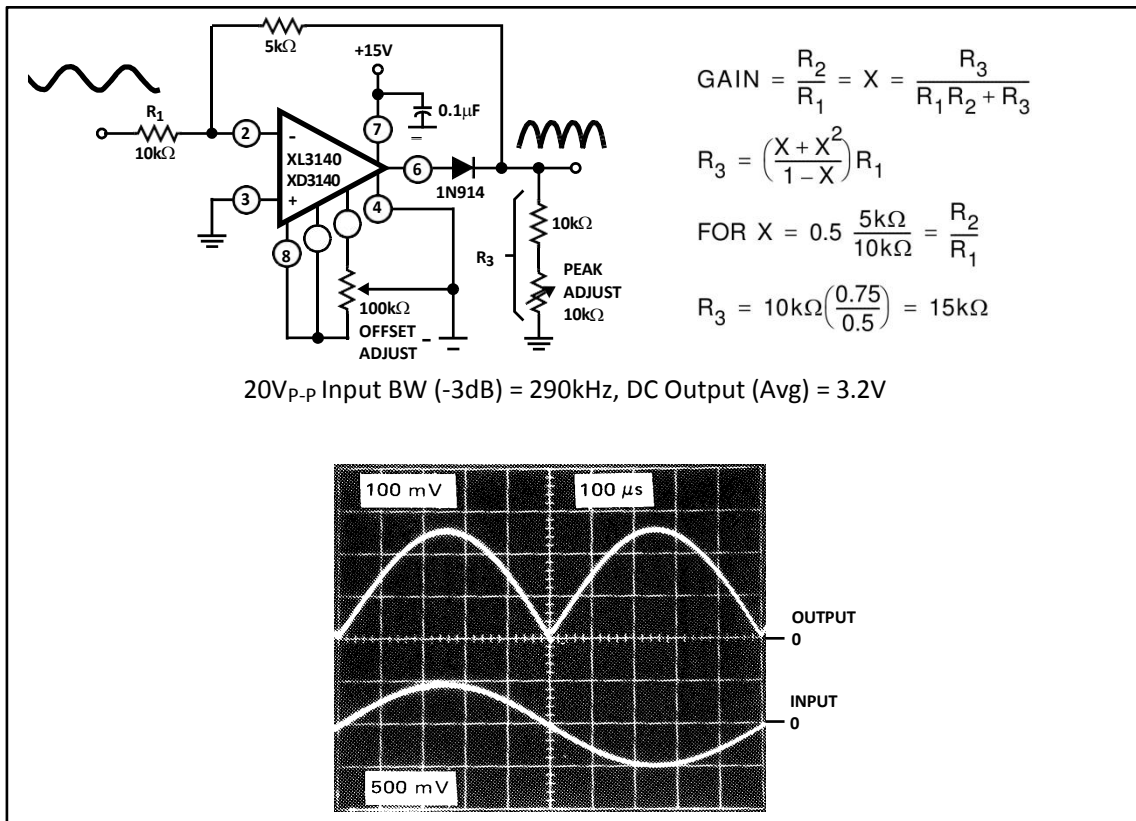 5kΩ
+15V
R1
10kΩ
2
-
7
0.1µF
XL3140
XD3140
6
1N914
3
+
4
8
10kΩ
R3
PEAK
ADJUST
10kΩ
100kΩ
OFFSET
ADJUST
GAIN = R2/R1 = X = R3/(R1 R2 + R3)
R3 = ((X + X²)/(1 – X)) R1
FOR X = 0.5 5kΩ/10kΩ = R2/R1
R3 = 10kΩ(0.75/0.5) = 15kΩ
20VP-P Input BW (-3dB) = 290kHz, DC Output (Avg) = 3.2V
100 mV
100 µs
OUTPUT
0
INPUT
0
500 mV